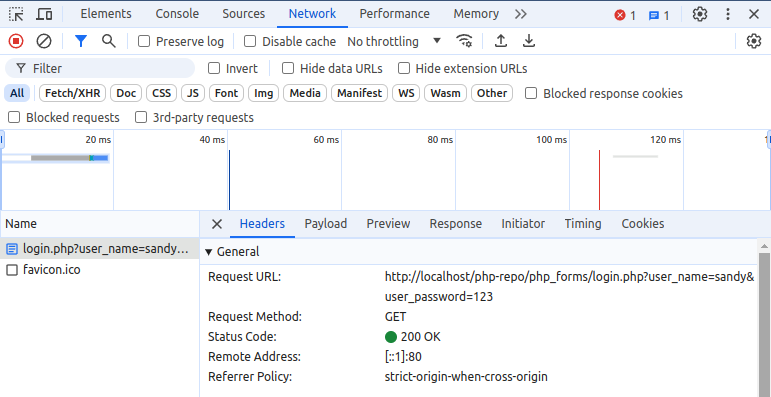 Elements Console Sources Network Performance Memory 1 1
Preserve log Disable cache No throttling
Filter Invert Hide data URLs Hide extension URLs
All Fetch/XHR Doc CSS JS Font Img Media Manifest WS Wasm Other Blocked response cookies
Blocked requests 3rd-party requests
20 ms 40 ms 60 ms 80 ms 100 ms 120 ms
Name Headers Payload Preview Response Initiator Timing Cookies
login.php?user_name=sandy… General
favicon.ico
Request URL: http://localhost/php-repo/php_forms/login.php?user_name=sandy&
user_password=123
Request Method: GET
Status Code: 200 OK
Remote Address: [::1]:80
Referrer Policy: strict-origin-when-cross-origin